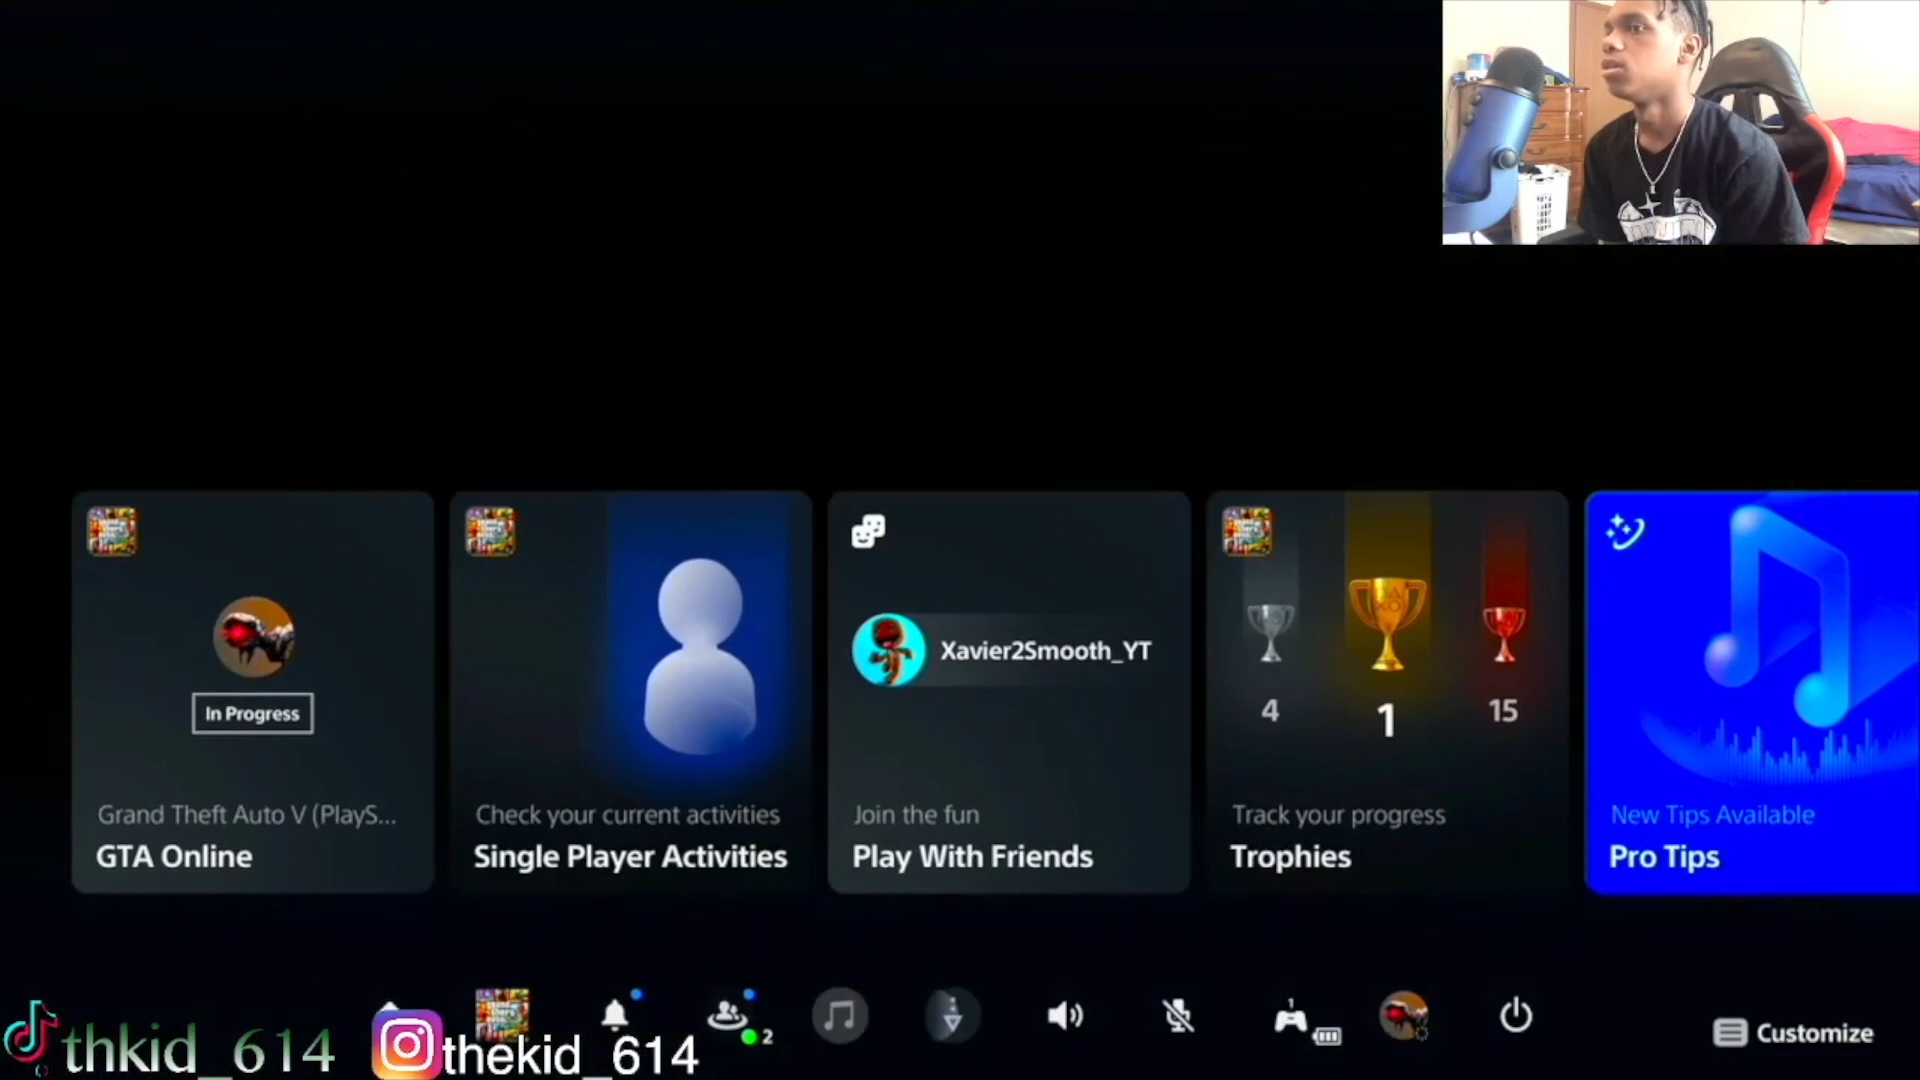 In Progress
Grand Theft Auto V (PlayS...
GTA Online
Check your current activities
Single Player Activities
Xavier2Smooth_YT
Join the fun
Play With Friends
4
1
15
Track your progress
Trophies
New Tips Available
Pro Tips
2
1
Customize
thkid_614
thekid_614